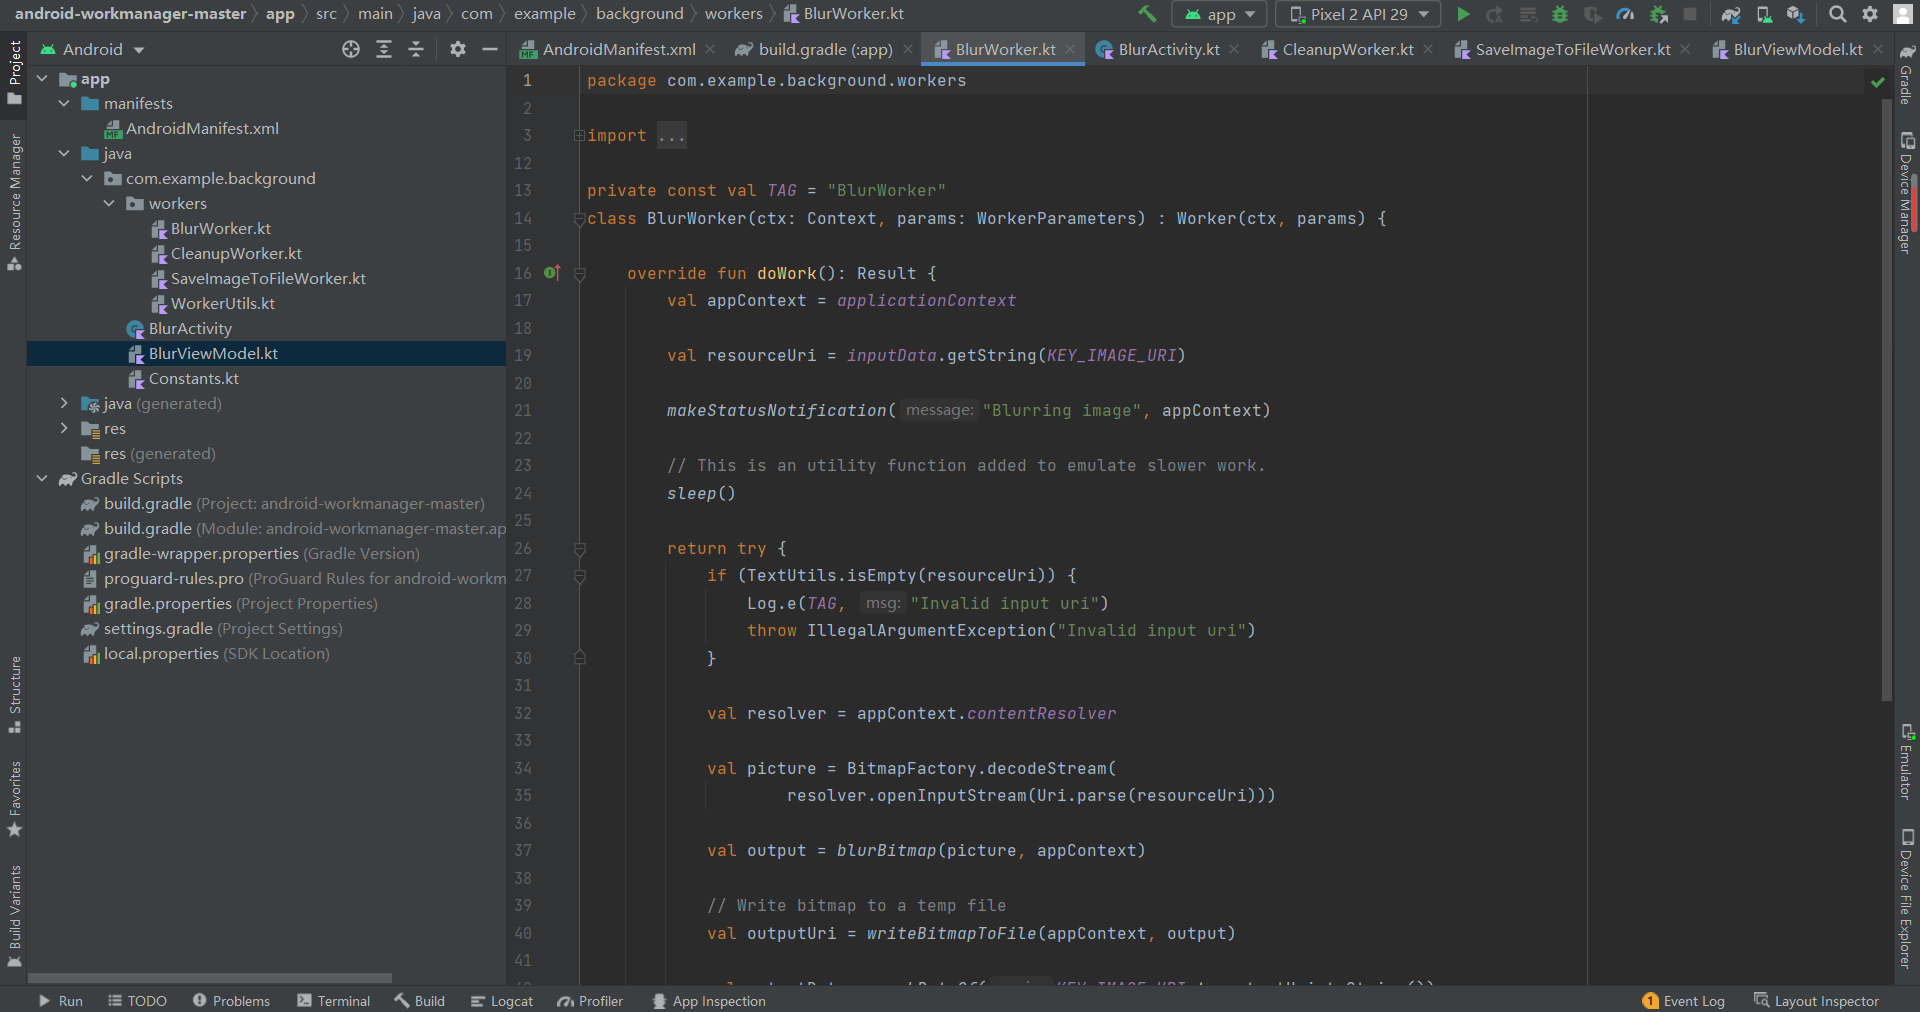 android-workmanager-master app src main java com example background workers BlurWorker.kt
app Pixel 2 API 29
Android
AndroidManifest.xml build.gradle (:app) BlurWorker.kt BlurActivity.kt CleanupWorker.kt SaveImageToFileWorker.kt BlurViewModel.kt
Project
Resource Manager
Structure
Favorites
Build Variants
app
manifests
AndroidManifest.xml
java
com.example.background
workers
BlurWorker.kt
CleanupWorker.kt
SaveImageToFileWorker.kt
WorkerUtils.kt
BlurActivity
BlurViewModel.kt
Constants.kt
java (generated)
res
res (generated)
Gradle Scripts
build.gradle (Project: android-workmanager-master)
build.gradle (Module: android-workmanager-master.ap
gradle-wrapper.properties (Gradle Version)
proguard-rules.pro (ProGuard Rules for android-workm
gradle.properties (Project Properties)
settings.gradle (Project Settings)
local.properties (SDK Location)
1 package com.example.background.workers
2
3 import ...
12
13 private const val TAG = "BlurWorker"
14 class BlurWorker(ctx: Context, params: WorkerParameters) : Worker(ctx, params) {
15
16 override fun doWork(): Result {
17 val appContext = applicationContext
18
19 val resourceUri = inputData.getString(KEY_IMAGE_URI)
20
21 makeStatusNotification( message: "Blurring image", appContext)
22
23 // This is an utility function added to emulate slower work.
24 sleep()
25
26 return try {
27 if (TextUtils.isEmpty(resourceUri)) {
28 Log.e(TAG, msg: "Invalid input uri")
29 throw IllegalArgumentException("Invalid input uri")
30 }
31
32 val resolver = appContext.contentResolver
33
34 val picture = BitmapFactory.decodeStream(
35 resolver.openInputStream(Uri.parse(resourceUri)))
36
37 val output = blurBitmap(picture, appContext)
38
39 // Write bitmap to a temp file
40 val outputUri = writeBitmapToFile(appContext, output)
41
Gradle
Device Manager
Emulator
Device File Explorer
Run TODO Problems Terminal Build Logcat Profiler App Inspection 1 Event Log Layout Inspector